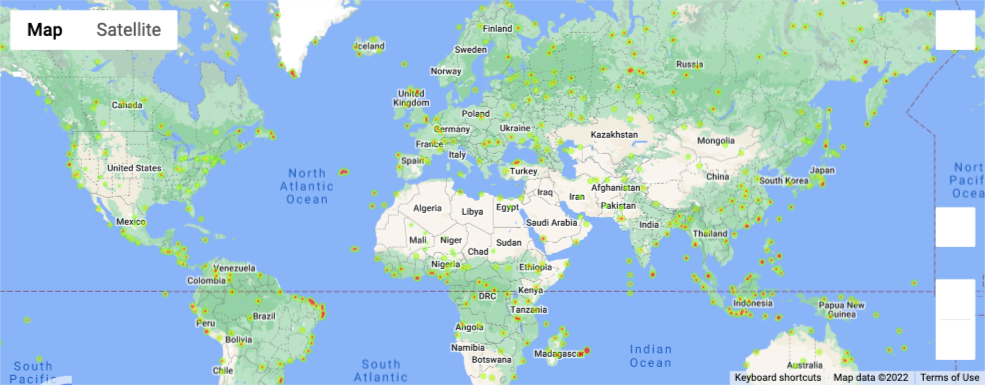 Map
Satellite
Iceland
Finland
Sweden
Norway
Russia
United
Kingdom
Canada
Poland
Germany
Ukraine
France
Kazakhstan
Mongolia
Italy
Spain
United States
Turkey
China
Japan
South Korea
North
Atlantic
Ocean
Nort
Pacif
Ocea
Iraq
Iran
Afghanistan
Pakistan
Algeria
Libya
Egypt
Mexico
Saudi Arabia
India
Thailand
Mali
Niger
Chad
Sudan
Nigeria
Ethiopia
Venezuela
Colombia
Kenya
DRC
Tanzania
Indonesia
Papua New
Guinea
Brazil
Peru
Bolivia
Angola
Namibia
Botswana
Madagascar
Indian
Ocean
South
Pacific
South
Atlantic
Chile
Australia
Keyboard shortcuts
Map data ©2022
Terms of Use